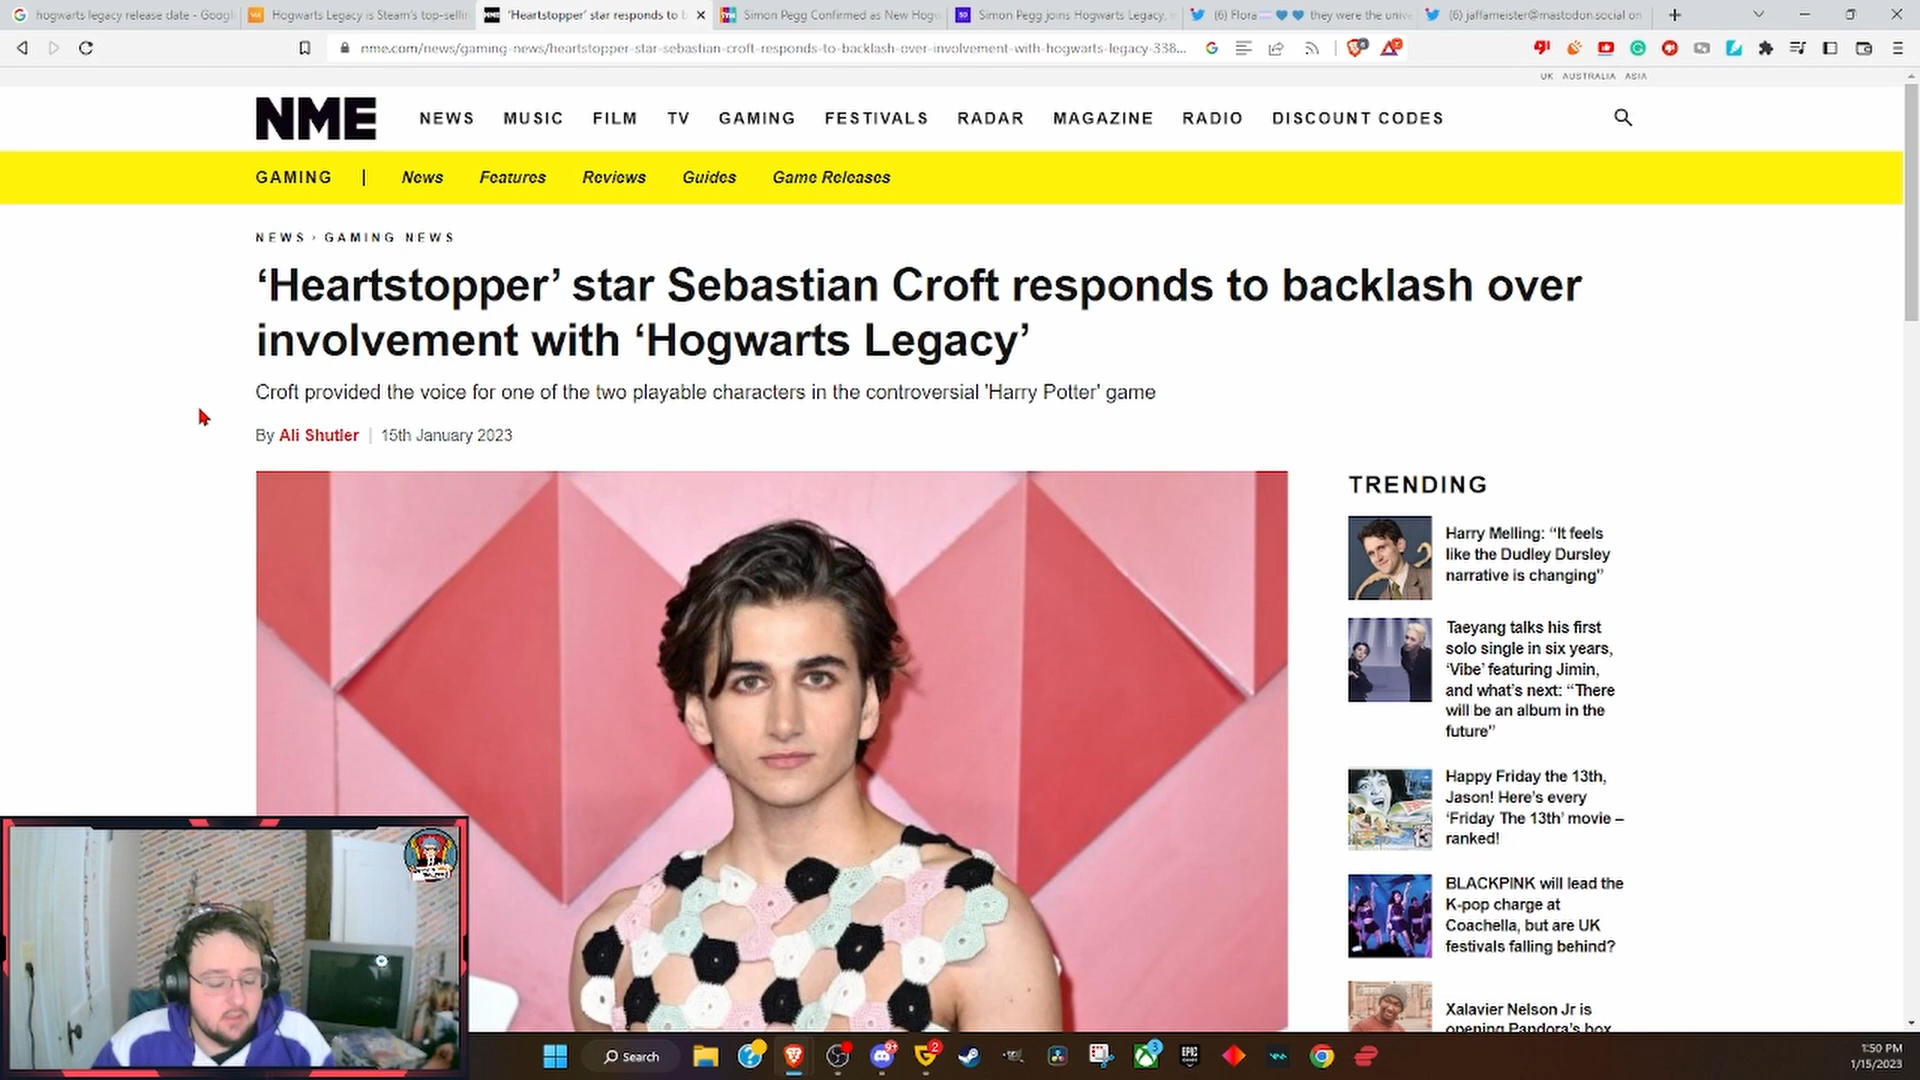 hogwarts legacy release date - Googl
Hogwarts Legacy is Steam's top-sellin
'Heartstopper' star responds to b
Simon Pegg Confirmed as New Hogw
Simon Pegg joins Hogwarts Legacy,
(6) Flora they were the unive
(6) jaffameister@mastodon.social on
nme.com/news/gaming-news/heartstopper-star-sebastian-croft-responds-to-backlash-over-involvement-with-hogwarts-legacy-338...
UK AUSTRALIA ASIA
NME
NEWS MUSIC FILM TV GAMING FESTIVALS RADAR MAGAZINE RADIO DISCOUNT CODES
GAMING | News Features Reviews Guides Game Releases
NEWS › GAMING NEWS
‘Heartstopper’ star Sebastian Croft responds to backlash over
involvement with ‘Hogwarts Legacy’
Croft provided the voice for one of the two playable characters in the controversial 'Harry Potter' game
By Ali Shutler | 15th January 2023
TRENDING
Harry Melling: “It feels
like the Dudley Dursley
narrative is changing”
Taeyang talks his first
solo single in six years,
‘Vibe’ featuring Jimin,
and what’s next: “There
will be an album in the
future”
Happy Friday the 13th,
Jason! Here’s every
‘Friday The 13th’ movie –
ranked!
BLACKPINK will lead the
K-pop charge at
Coachella, but are UK
festivals falling behind?
Xalavier Nelson Jr is
opening Pandora’s box
Search
1:50 PM
1/15/2023